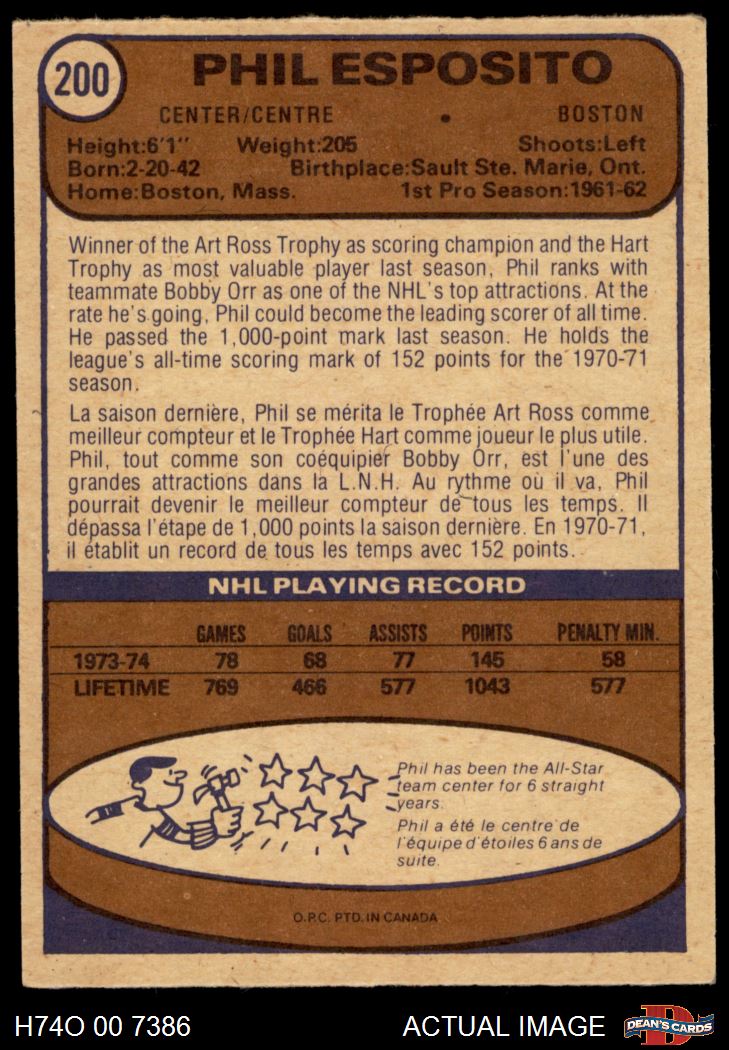 200
PHIL ESPOSITO
CENTER/CENTRE • BOSTON
Height:6'1" Weight:205 Shoots:Left
Born:2-20-42 Birthplace:Sault Ste. Marie, Ont.
Home:Boston, Mass. 1st Pro Season:1961-62
Winner of the Art Ross Trophy as scoring champion and the Hart
Trophy as most valuable player last season, Phil ranks with
teammate Bobby Orr as one of the NHL's top attractions. At the
rate he's going, Phil could become the leading scorer of all time.
He passed the 1,000-point mark last season. He holds the
league's all-time scoring mark of 152 points for the 1970-71
season.
La saison dernière, Phil se mérita le Trophée Art Ross comme
meilleur compteur et le Trophée Hart comme joueur le plus utile.
Phil, tout comme son coéquipier Bobby Orr, est l'une des
grandes attractions dans la L.N.H. Au rythme où il va, Phil
pourrait devenir le meilleur compteur de tous les temps. Il
dépassa l'étape de 1,000 points la saison dernière. En 1970-71,
il établit un record de tous les temps avec 152 points.
NHL PLAYING RECORD
GAMES GOALS ASSISTS POINTS PENALTY MIN.
1973-74 78 68 77 145 58
LIFETIME 769 466 577 1043 577
Phil has been the All-Star
team center for 6 straight
years.
Phil a été le centre de
l'équipe d'étoiles 6 ans de
suite.
O.P.C. PTD. IN CANADA
H74O 00 7386 ACTUAL IMAGE D DEAN'S CARDS